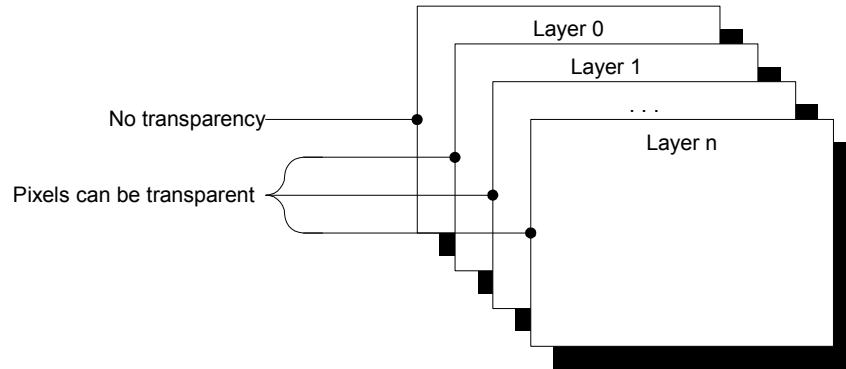 Layer 0
Layer 1
No transparency
. . .
Layer n
Pixels can be transparent